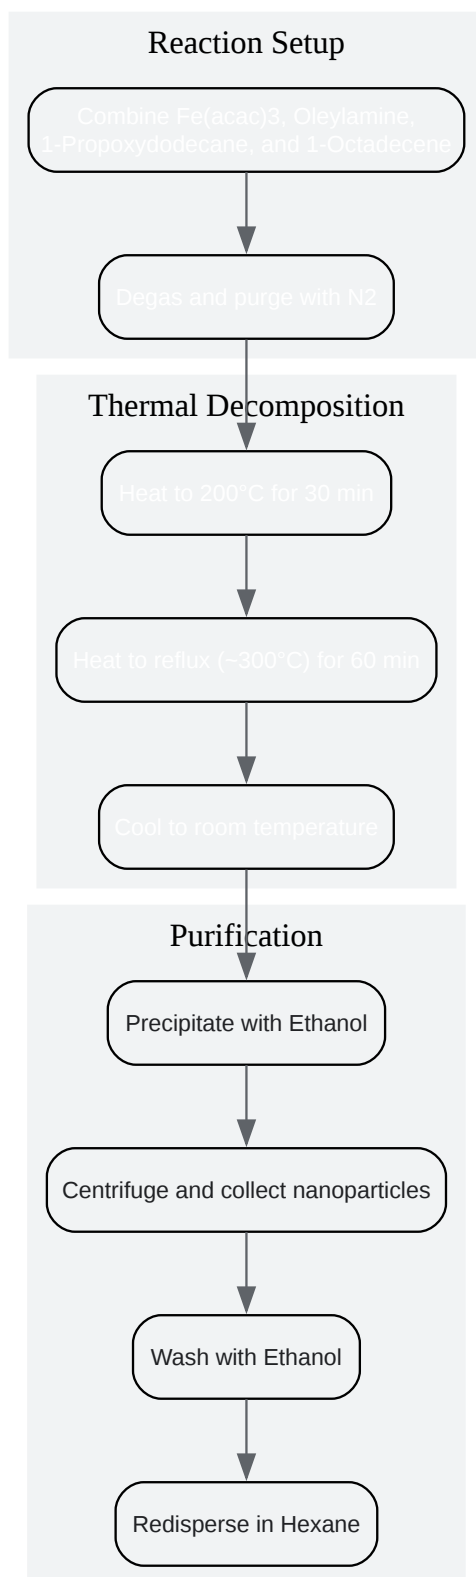 Reaction Setup
Combine Fe(acac)3, Oleylamine,
1-Propoxydodecane, and 1-Octadecene
Degas and purge with N2
Thermal Decomposition
Heat to 200°C for 30 min
Heat to reflux (~300°C) for 60 min
Cool to room temperature
Purification
Precipitate with Ethanol
Centrifuge and collect nanoparticles
Wash with Ethanol
Redisperse in Hexane